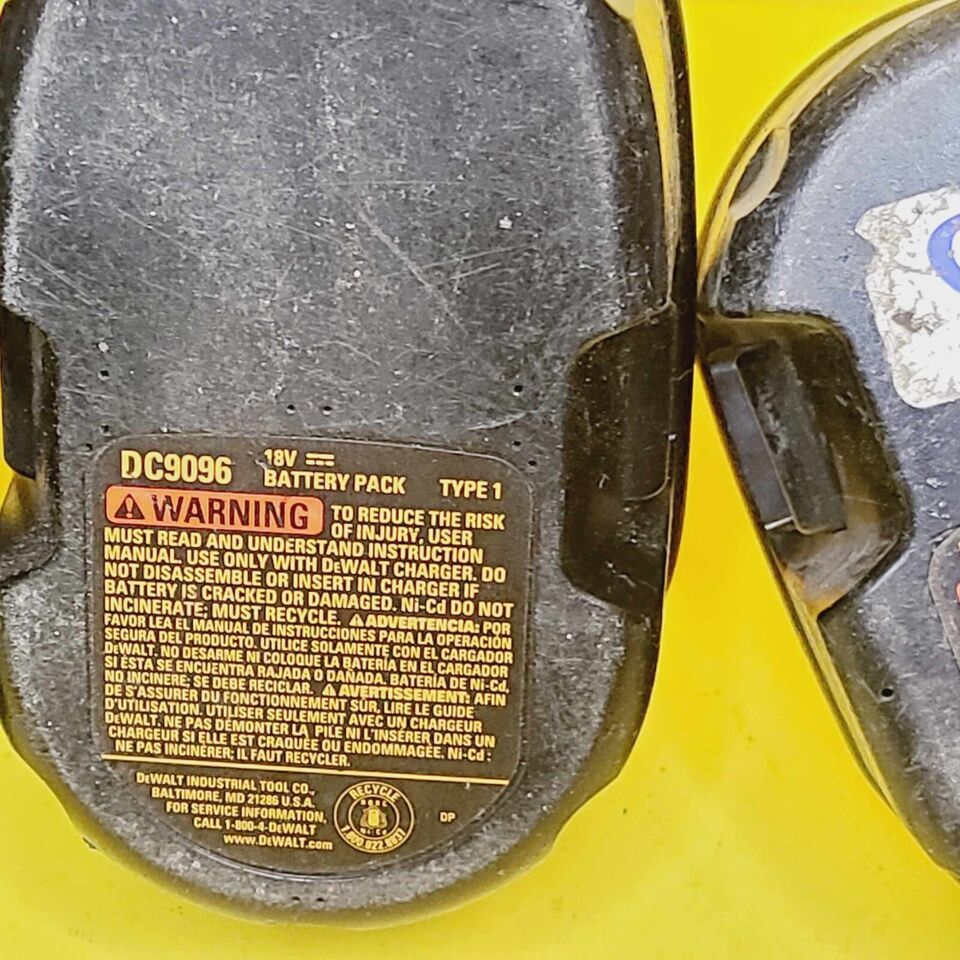 DC9096 18V BATTERY PACK TYPE 1
⚠WARNING TO REDUCE THE RISK
OF INJURY, USER
MUST READ AND UNDERSTAND INSTRUCTION
MANUAL. USE ONLY WITH DEWALT CHARGER. DO
NOT DISASSEMBLE OR INSERT IN CHARGER IF
BATTERY IS CRACKED OR DAMAGED. Ni-Cd DO NOT
INCINERATE; MUST RECYCLE. ⚠ADVERTENCIA: POR
FAVOR LEA EL MANUAL DE INSTRUCCIONES PARA LA OPERACIÓN
SEGURA DEL PRODUCTO. UTILICE SOLAMENTE CON EL CARGADOR
DEWALT. NO DESARME NI COLOQUE LA BATERÍA EN EL CARGADOR
SI ÉSTA SE ENCUENTRA RAJADA O DAÑADA. BATERÍA DE Ni-Cd,
NO INCINERE; SE DEBE RECICLAR. ⚠AVERTISSEMENT: AFIN
DE S'ASSURER DU FONCTIONNEMENT SÛR, LIRE LE GUIDE
D'UTILISATION. UTILISER SEULEMENT AVEC UN CHARGEUR
DEWALT. NE PAS DÉMONTER LA PILE NI L'INSÉRER DANS UN
CHARGEUR SI ELLE EST CRAQUÉE OU ENDOMMAGÉE. Ni-Cd :
NE PAS INCINÉRER; IL FAUT RECYCLER.
DEWALT INDUSTRIAL TOOL CO.,
BALTIMORE, MD 21286 U.S.A.
FOR SERVICE INFORMATION,
CALL 1-800-4-DEWALT
www.DEWALT.com
RECYCLE
RBRC
Ni-Cd
1.800.822.8837
DP